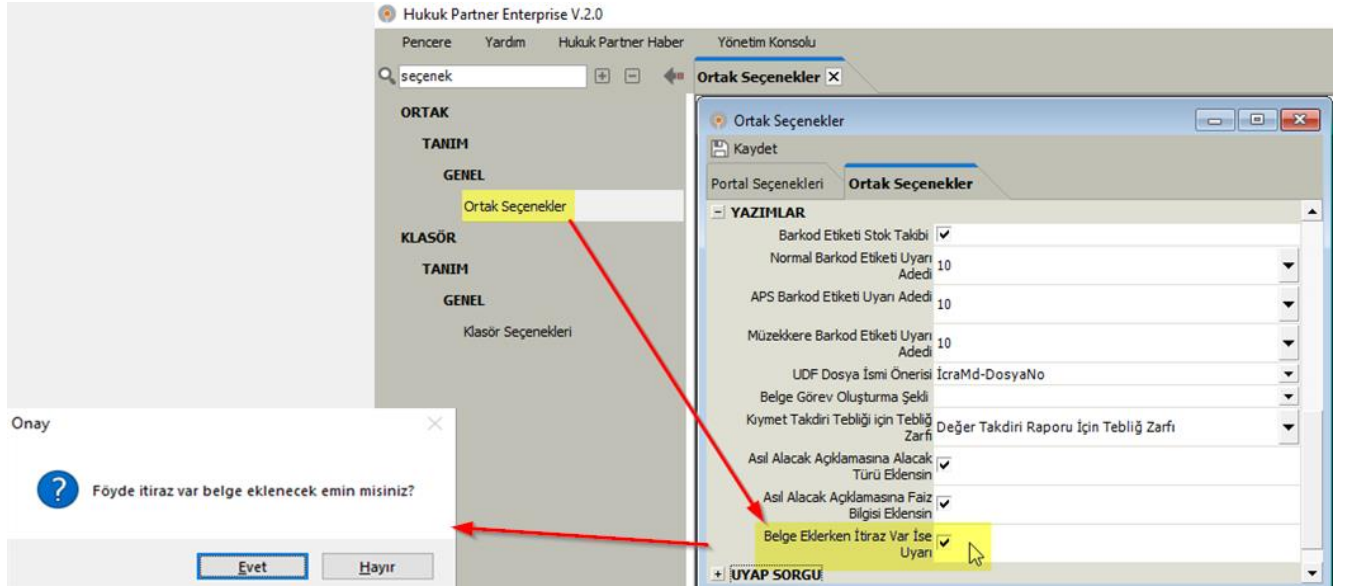 Hukuk Partner Enterprise V.2.0
Pencere Yardım Hukuk Partner Haber Yönetim Konsolu
seçenek
Ortak Seçenekler
ORTAK
TANIM
GENEL
Ortak Seçenekler
KLASÖR
TANIM
GENEL
Klasör Seçenekleri
Ortak Seçenekler
Kaydet
Portal Seçenekleri Ortak Seçenekler
YAZIMLAR
Barkod Etiketi Stok Takibi
Normal Barkod Etiketi Uyarı
Adedi
10
APS Barkod Etiketi Uyarı Adedi
10
Müzekkere Barkod Etiketi Uyarı
Adedi
10
UDF Dosya İsmi Önerisi İcraMd-DosyaNo
Belge Görev Oluşturma Şekli
Kıymet Takdiri Tebliği için Tebliğ
Zarfı
Değer Takdiri Raporu İçin Tebliğ Zarfı
Asıl Alacak Açıklamasına Alacak
Türü Eklensin
Asıl Alacak Açıklamasına Faiz
Bilgisi Eklensin
Belge Eklerken İtiraz Var İse
Uyarı
UYAP SORGU
Onay
Föyde itiraz var belge eklenecek emin misiniz?
Evet Hayır